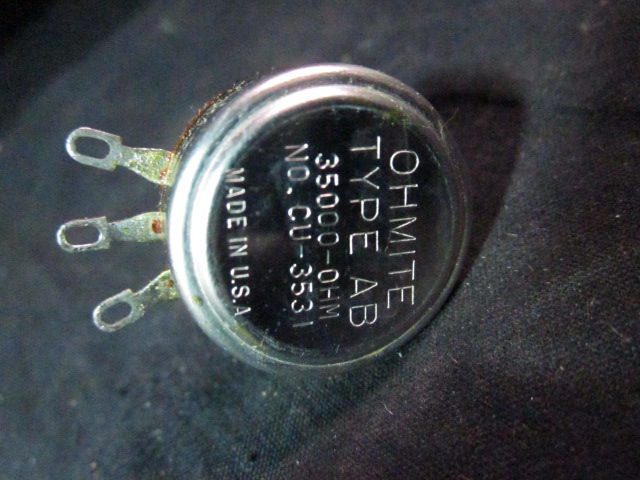 OHMITE
TYPE AB
35000-OHM
NO. CU-3531
MADE IN U.S.A